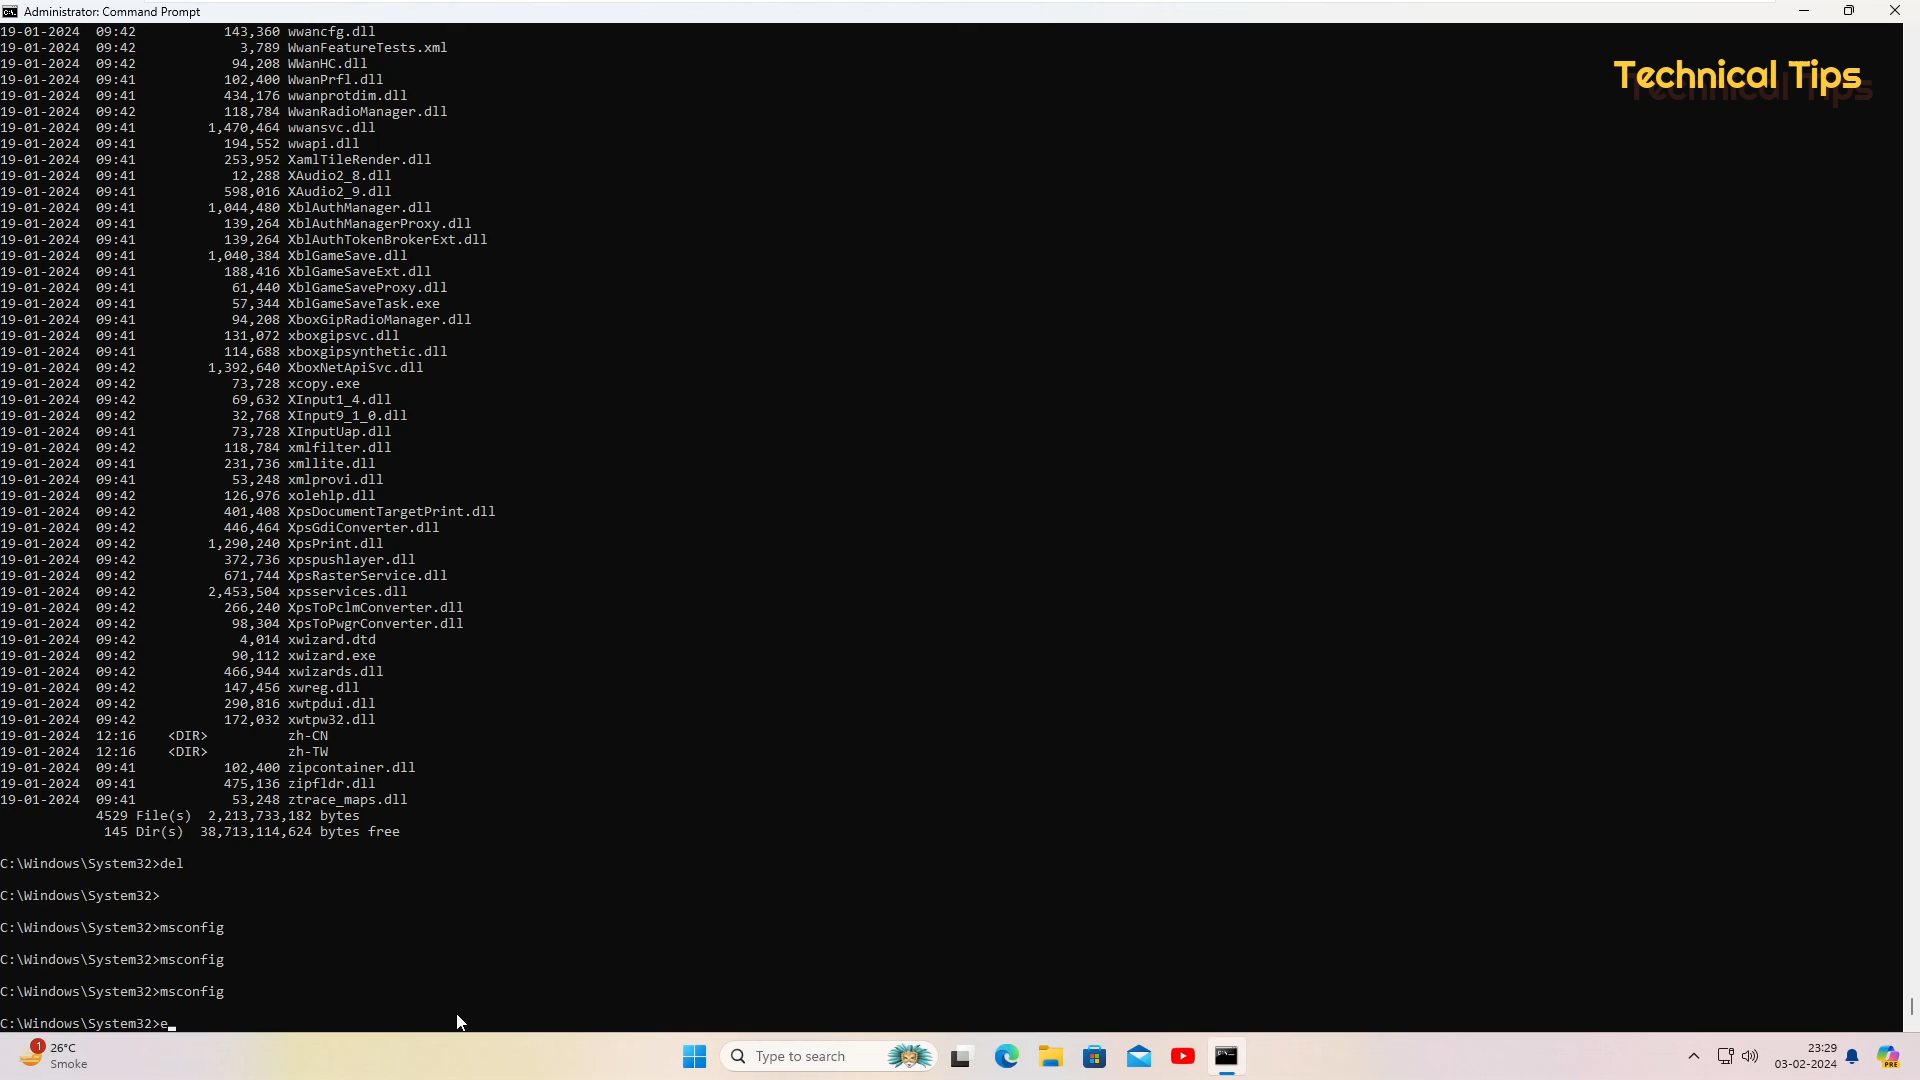 Administrator: Command Prompt
19-01-2024  09:42           143,360 wwancfg.dll
19-01-2024  09:42             3,789 WwanFeatureTests.xml
19-01-2024  09:42            94,208 WWanHC.dll
19-01-2024  09:41           102,400 WwanPrfl.dll
19-01-2024  09:41           434,176 wwanprotdim.dll
19-01-2024  09:42           118,784 WwanRadioManager.dll
19-01-2024  09:41         1,470,464 wwansvc.dll
19-01-2024  09:41           194,552 wwapi.dll
19-01-2024  09:41           253,952 XamlTileRender.dll
19-01-2024  09:41            12,288 XAudio2_8.dll
19-01-2024  09:41           598,016 XAudio2_9.dll
19-01-2024  09:41         1,044,480 XblAuthManager.dll
19-01-2024  09:41           139,264 XblAuthManagerProxy.dll
19-01-2024  09:41           139,264 XblAuthTokenBrokerExt.dll
19-01-2024  09:41         1,040,384 XblGameSave.dll
19-01-2024  09:41           188,416 XblGameSaveExt.dll
19-01-2024  09:41            61,440 XblGameSaveProxy.dll
19-01-2024  09:41            57,344 XblGameSaveTask.exe
19-01-2024  09:41            94,208 XboxGipRadioManager.dll
19-01-2024  09:41           131,072 xboxgipsvc.dll
19-01-2024  09:41           114,688 xboxgipsynthetic.dll
19-01-2024  09:42         1,392,640 XboxNetApiSvc.dll
19-01-2024  09:42            73,728 xcopy.exe
19-01-2024  09:42            69,632 XInput1_4.dll
19-01-2024  09:42            32,768 XInput9_1_0.dll
19-01-2024  09:41            73,728 XInputUap.dll
19-01-2024  09:42           118,784 xmlfilter.dll
19-01-2024  09:41           231,736 xmllite.dll
19-01-2024  09:41            53,248 xmlprovi.dll
19-01-2024  09:42           126,976 xolehlp.dll
19-01-2024  09:42           401,408 XpsDocumentTargetPrint.dll
19-01-2024  09:42           446,464 XpsGdiConverter.dll
19-01-2024  09:42         1,290,240 XpsPrint.dll
19-01-2024  09:42           372,736 xpspushlayer.dll
19-01-2024  09:42           671,744 XpsRasterService.dll
19-01-2024  09:42         2,453,504 xpsservices.dll
19-01-2024  09:42           266,240 XpsToPclmConverter.dll
19-01-2024  09:42            98,304 XpsToPwgrConverter.dll
19-01-2024  09:42             4,014 xwizard.dtd
19-01-2024  09:42            90,112 xwizard.exe
19-01-2024  09:42           466,944 xwizards.dll
19-01-2024  09:42           147,456 xwreg.dll
19-01-2024  09:42           290,816 xwtpdui.dll
19-01-2024  09:42           172,032 xwtpw32.dll
19-01-2024  12:16    <DIR>          zh-CN
19-01-2024  12:16    <DIR>          zh-TW
19-01-2024  09:41           102,400 zipcontainer.dll
19-01-2024  09:41           475,136 zipfldr.dll
19-01-2024  09:41            53,248 ztrace_maps.dll
4529 File(s)  2,213,733,182 bytes
145 Dir(s)  38,713,114,624 bytes free
C:\Windows\System32>del
C:\Windows\System32>
C:\Windows\System32>msconfig
C:\Windows\System32>msconfig
C:\Windows\System32>msconfig
C:\Windows\System32>e
Technical Tips
1
26°C
Smoke
Type to search
23:29
03-02-2024
PRE